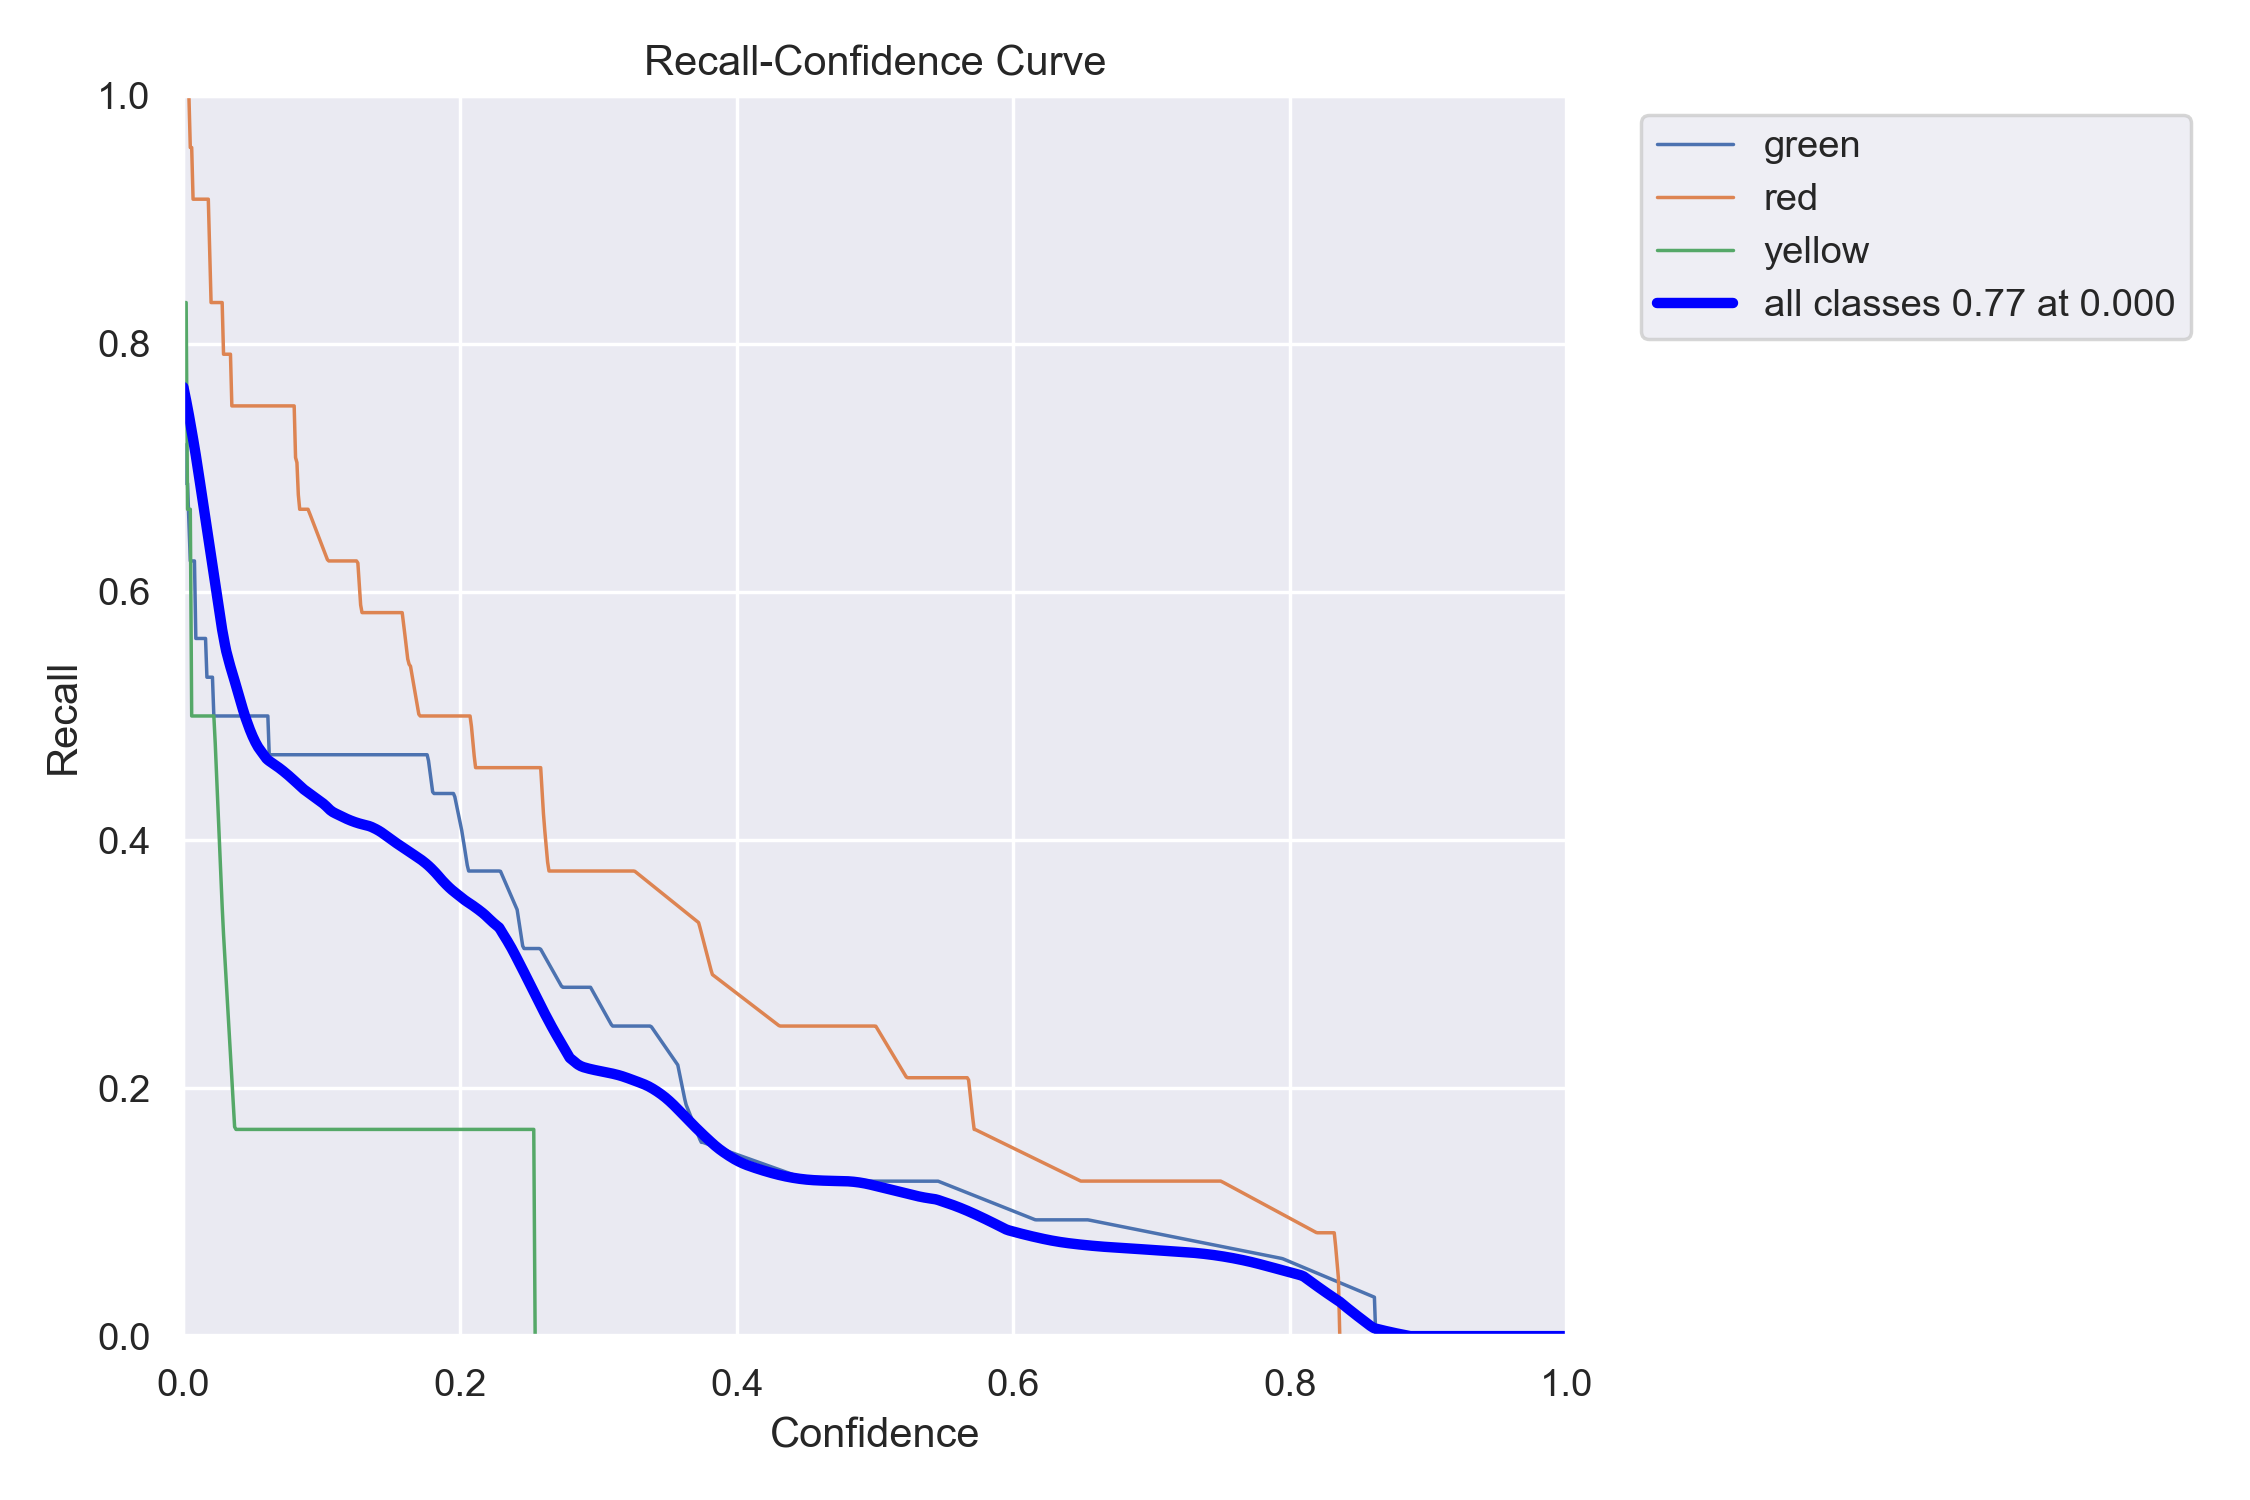 Recall-Confidence Curve
1.0
0.8
0.6
0.4
0.2
0.0
Recall
0.0 0.2 0.4 0.6 0.8 1.0
Confidence
green
red
yellow
all classes 0.77 at 0.000